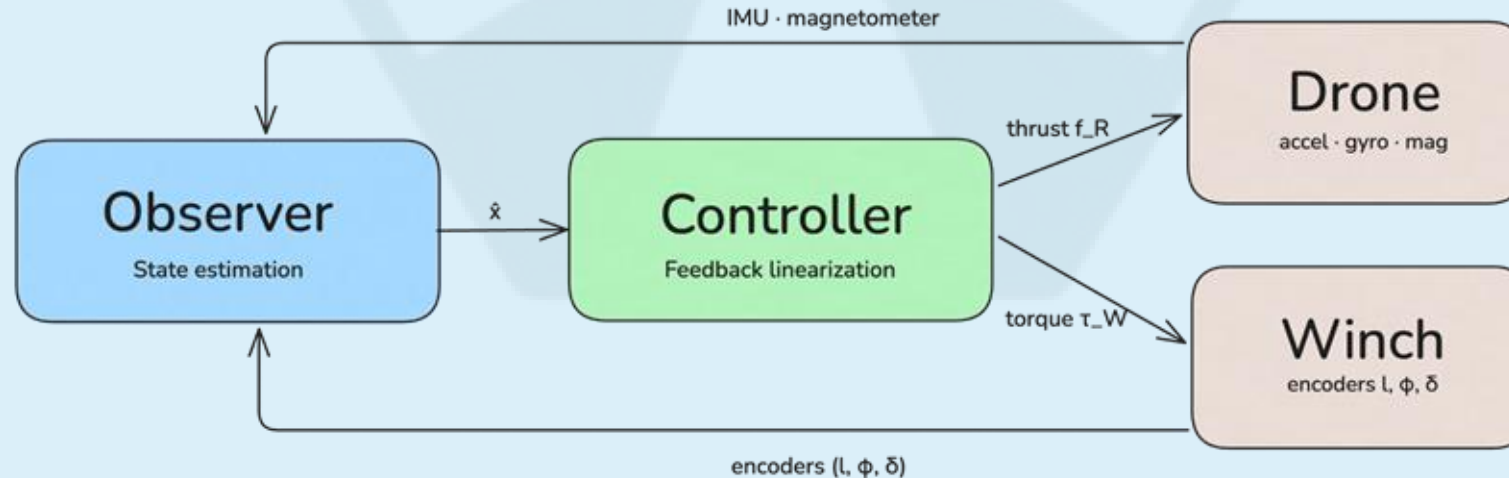 IMU · magnetometer
Drone
accel · gyro · mag
thrust f_R
Observer
State estimation
x̂
Controller
Feedback linearization
torque τ_W
Winch
encoders l, ϕ, δ
encoders (l, ϕ, δ)